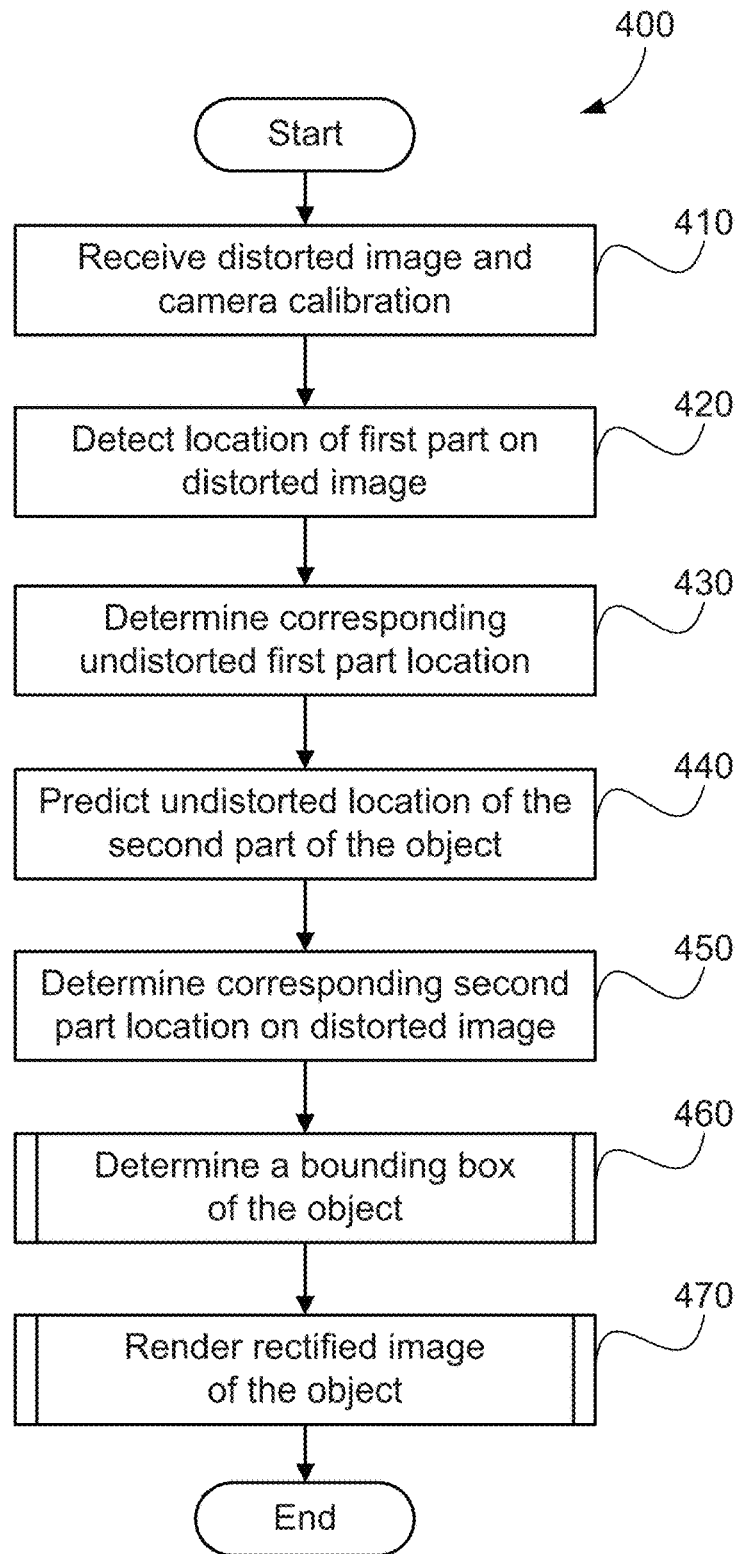 400
Start
410
Receive distorted image and
camera calibration
420
Detect location of first part on
distorted image
430
Determine corresponding
undistorted first part location
440
Predict undistorted location of the
second part of the object
450
Determine corresponding second
part location on distorted image
460
Determine a bounding box
of the object
470
Render rectified image
of the object
End